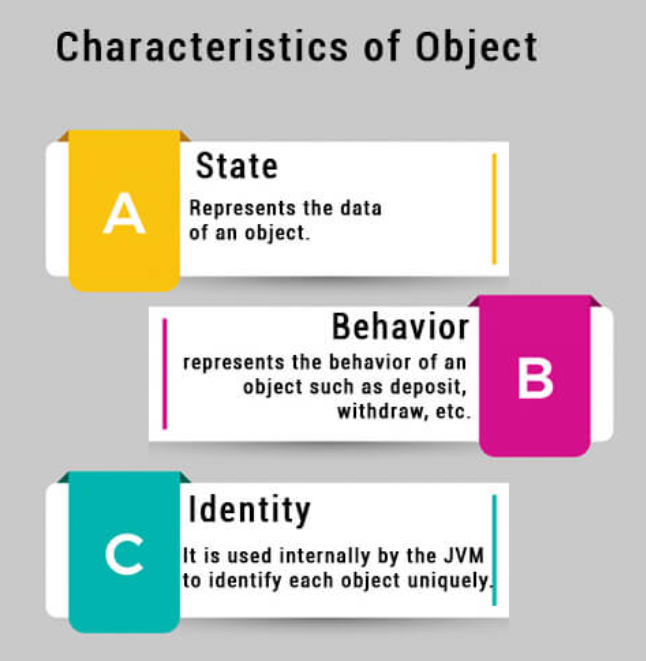 Characteristics of Object
A
State
Represents the data
of an object.
Behavior
represents the behavior of an
object such as deposit,
withdraw, etc.
B
C
Identity
It is used internally by the JVM
to identify each object uniquely.